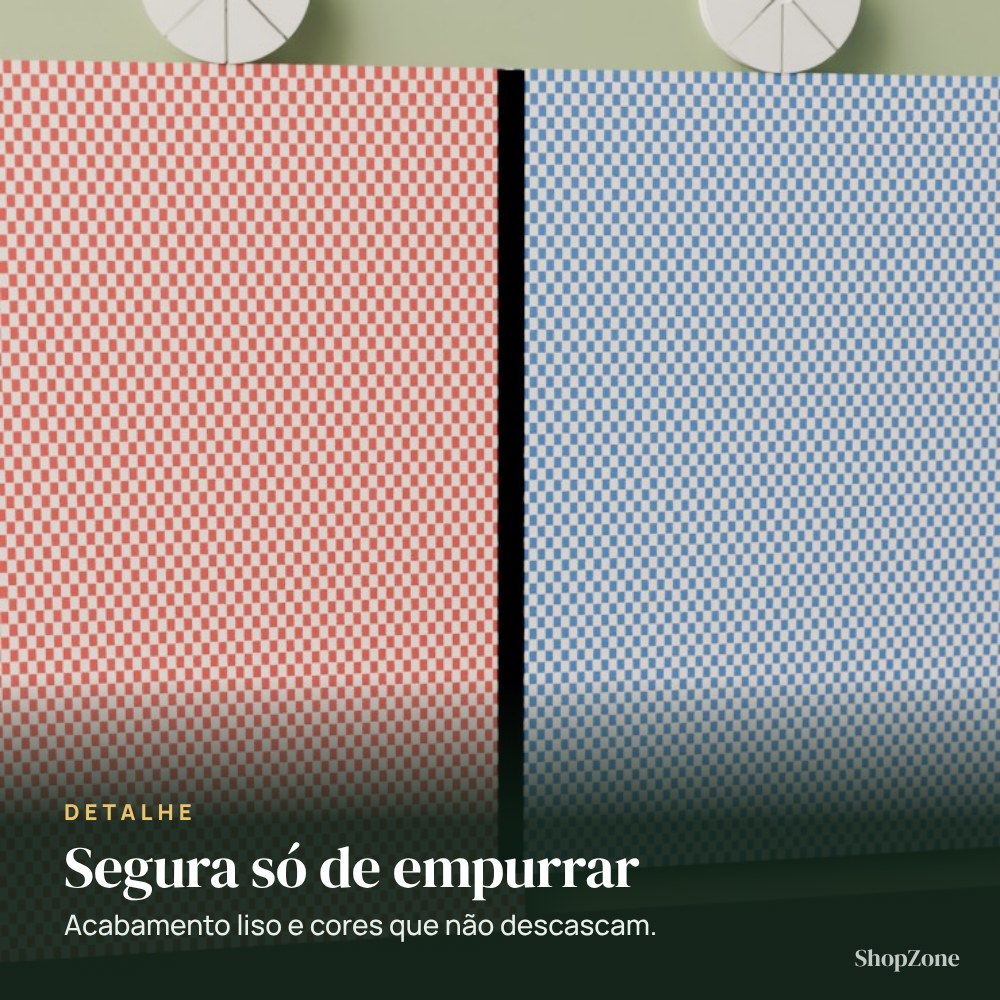 DETALHE
Segura só de empurrar
Acabamento liso e cores que não descascam.
ShopZone